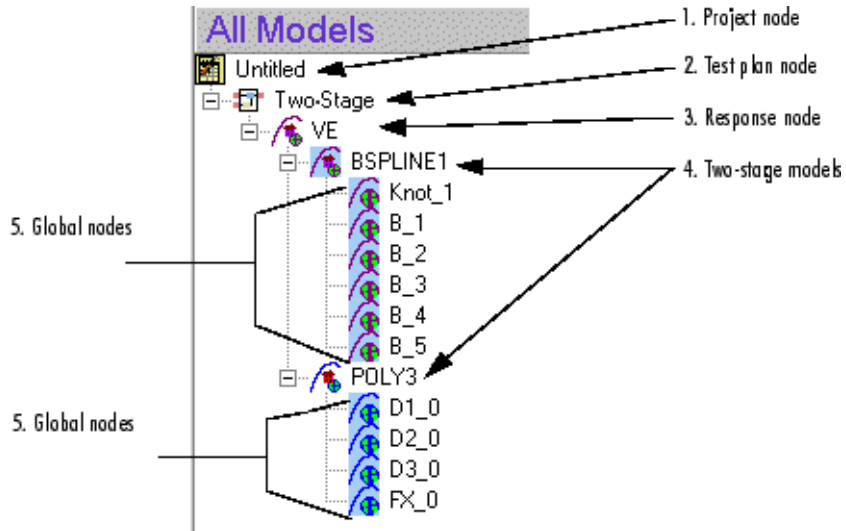 All Models
1. Project node
Untitled
2. Test plan node
Two-Stage
3. Response node
VE
BSPLINE1
4. Two-stage models
Knot_1
5. Global nodes
B_1
B_2
B_3
B_4
B_5
POLY3
D1_0
5. Global nodes
D2_0
D3_0
FX_0